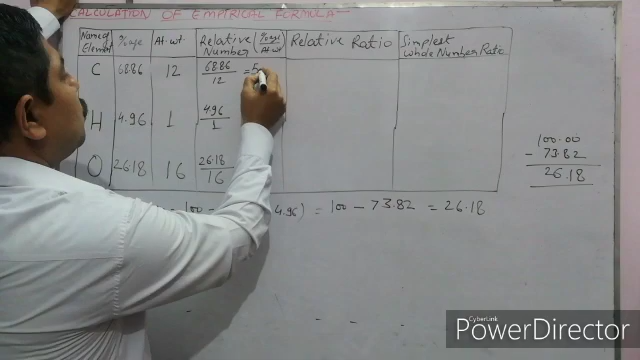 CALCULATION OF EMPIRICAL FORMULA
Name of Element %age At. wt. Relative Number (%age/At. wt) Relative Ratio Simplest whole Number Ratio
C 68.86 12 68.86/12 = 5
H 4.96 1 4.96/1
O 26.18 16 26.18/16
100.00
- 73.82
26.18
4.96) = 100 - 73.82 = 26.18
CyberLink
PowerDirector